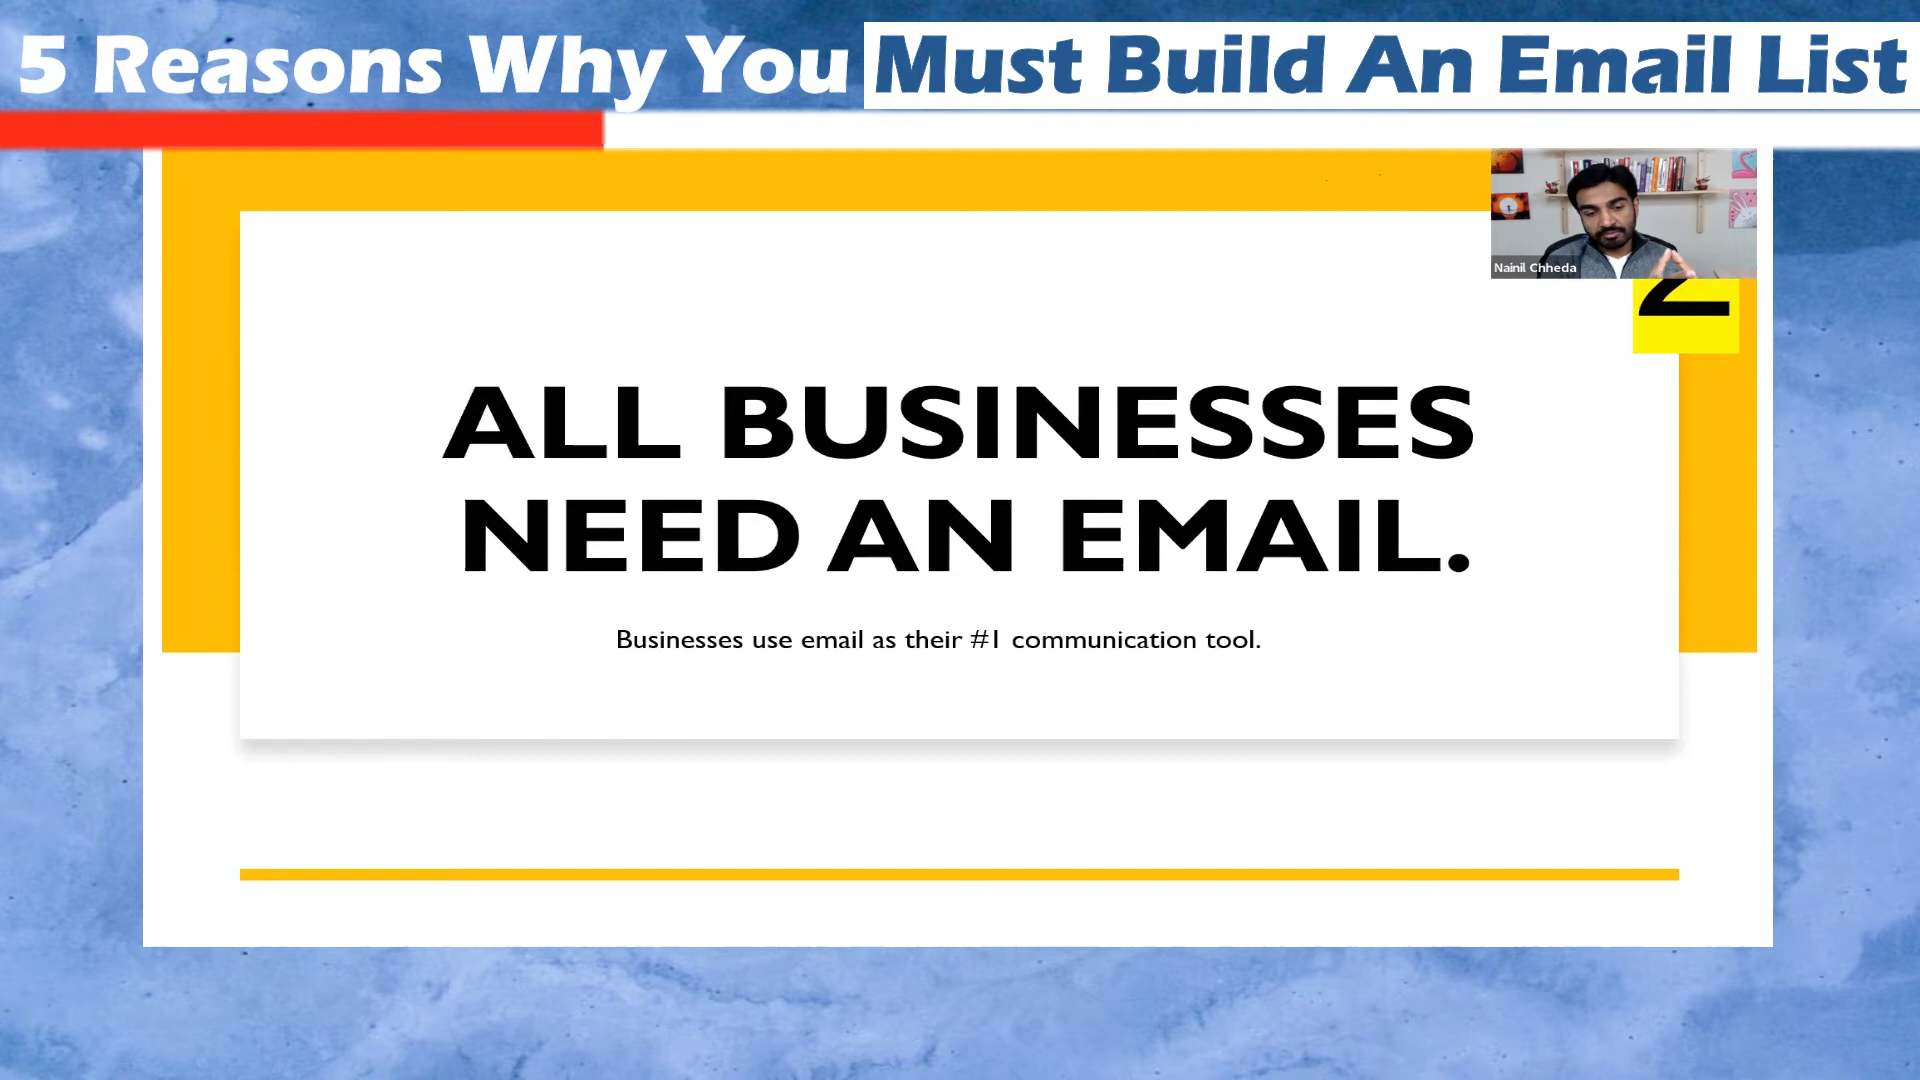 5 Reasons Why You Must Build An Email List
Nainil Chheda
2
ALL BUSINESSES
NEED AN EMAIL.
Businesses use email as their #1 communication tool.